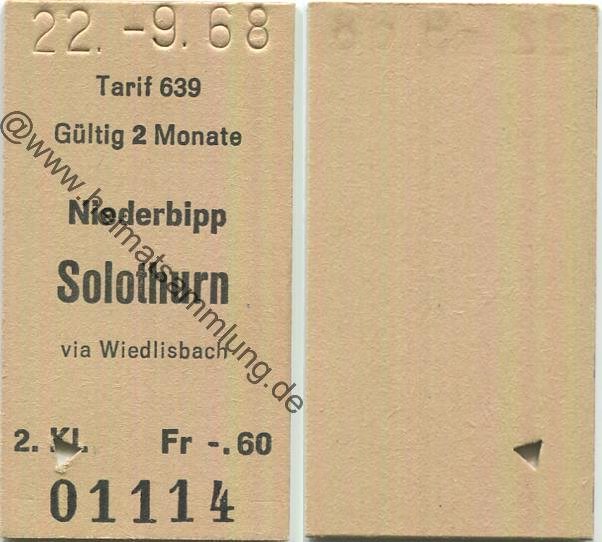 22. -9. 68
Tarif 639
Gültig 2 Monate
Niederbipp
Solothurn
via Wiedlisbach
2. Kl. Fr -. 60
01114
@www.heimatsammlung.de